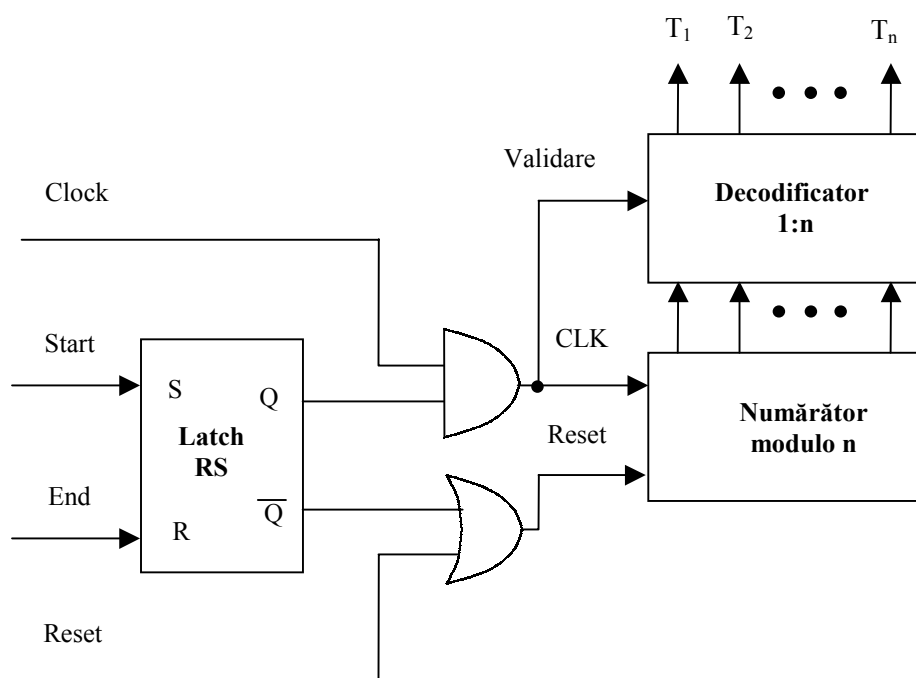 T1 T2 Tn
Validare
Clock
Decodificator
1:n
Start
CLK
S
Q
Numărător
modulo n
Latch
RS
Reset
End
R
Q
Reset